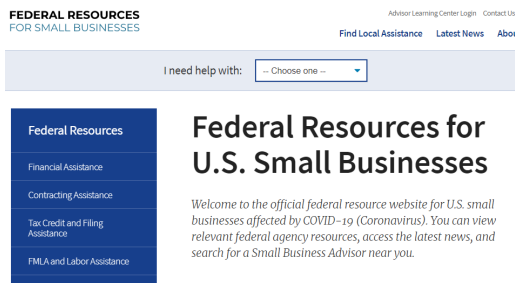 FEDERAL RESOURCES
FOR SMALL BUSINESSES
Advisor Learning Center Login Contact Us
Find Local Assistance Latest News Abou
I need help with: -- Choose one --
Federal Resources
Financial Assistance
Contracting Assistance
Tax Credit and Filing
Assistance
FMLA and Labor Assistance
Federal Resources for
U.S. Small Businesses
Welcome to the official federal resource website for U.S. small
businesses affected by COVID-19 (Coronavirus). You can view
relevant federal agency resources, access the latest news, and
search for a Small Business Advisor near you.